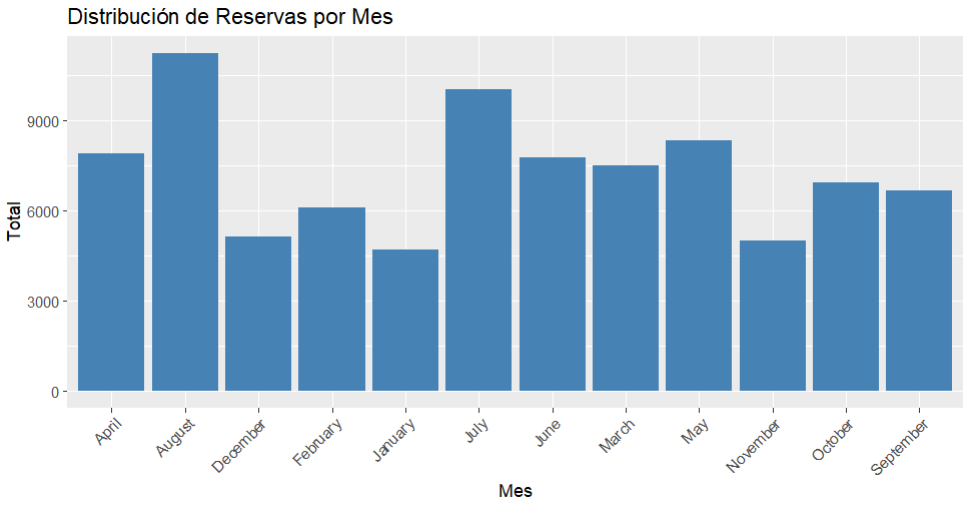 Distribución de Reservas por Mes
Total
9000
6000
3000
0
April August December February January July June March May November October September
Mes